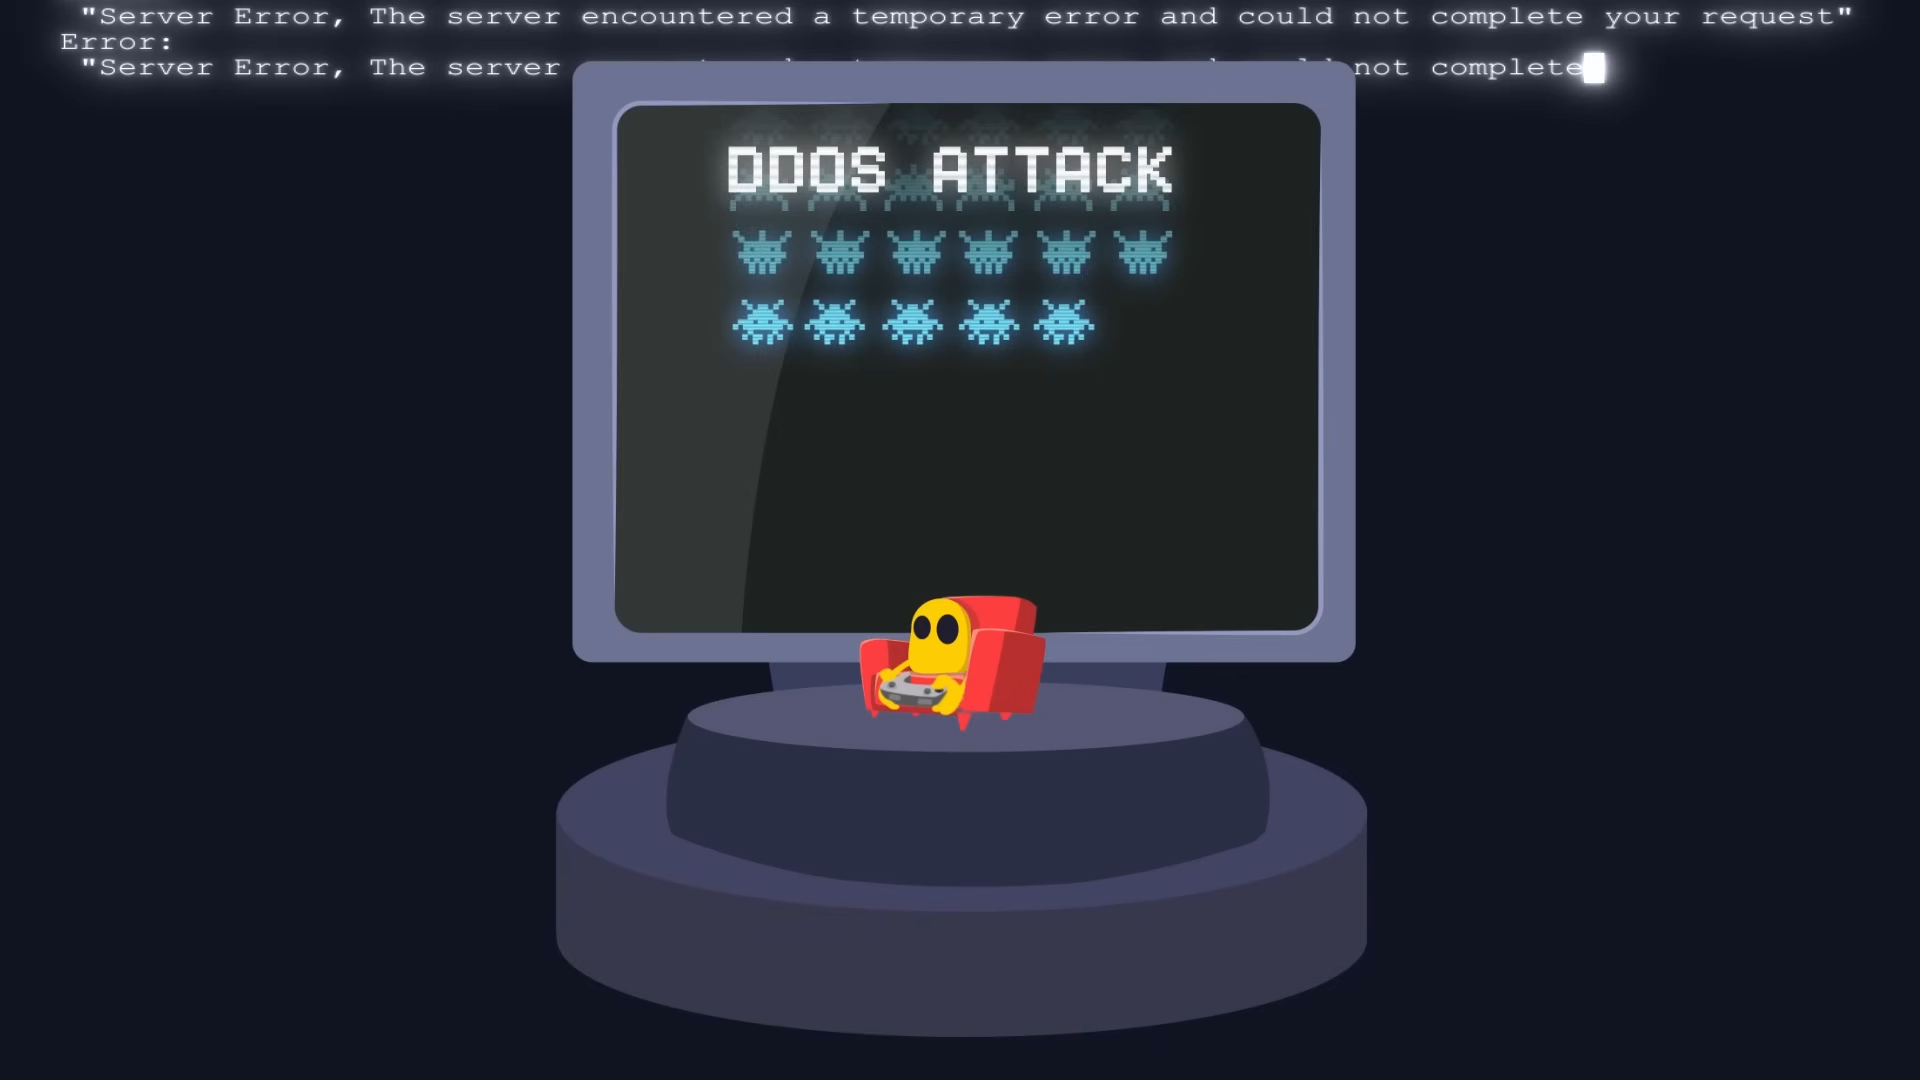 "Server Error, The server encountered a temporary error and could not complete your request"
Error:
"Server Error, The server not complete
DDOS ATTACK